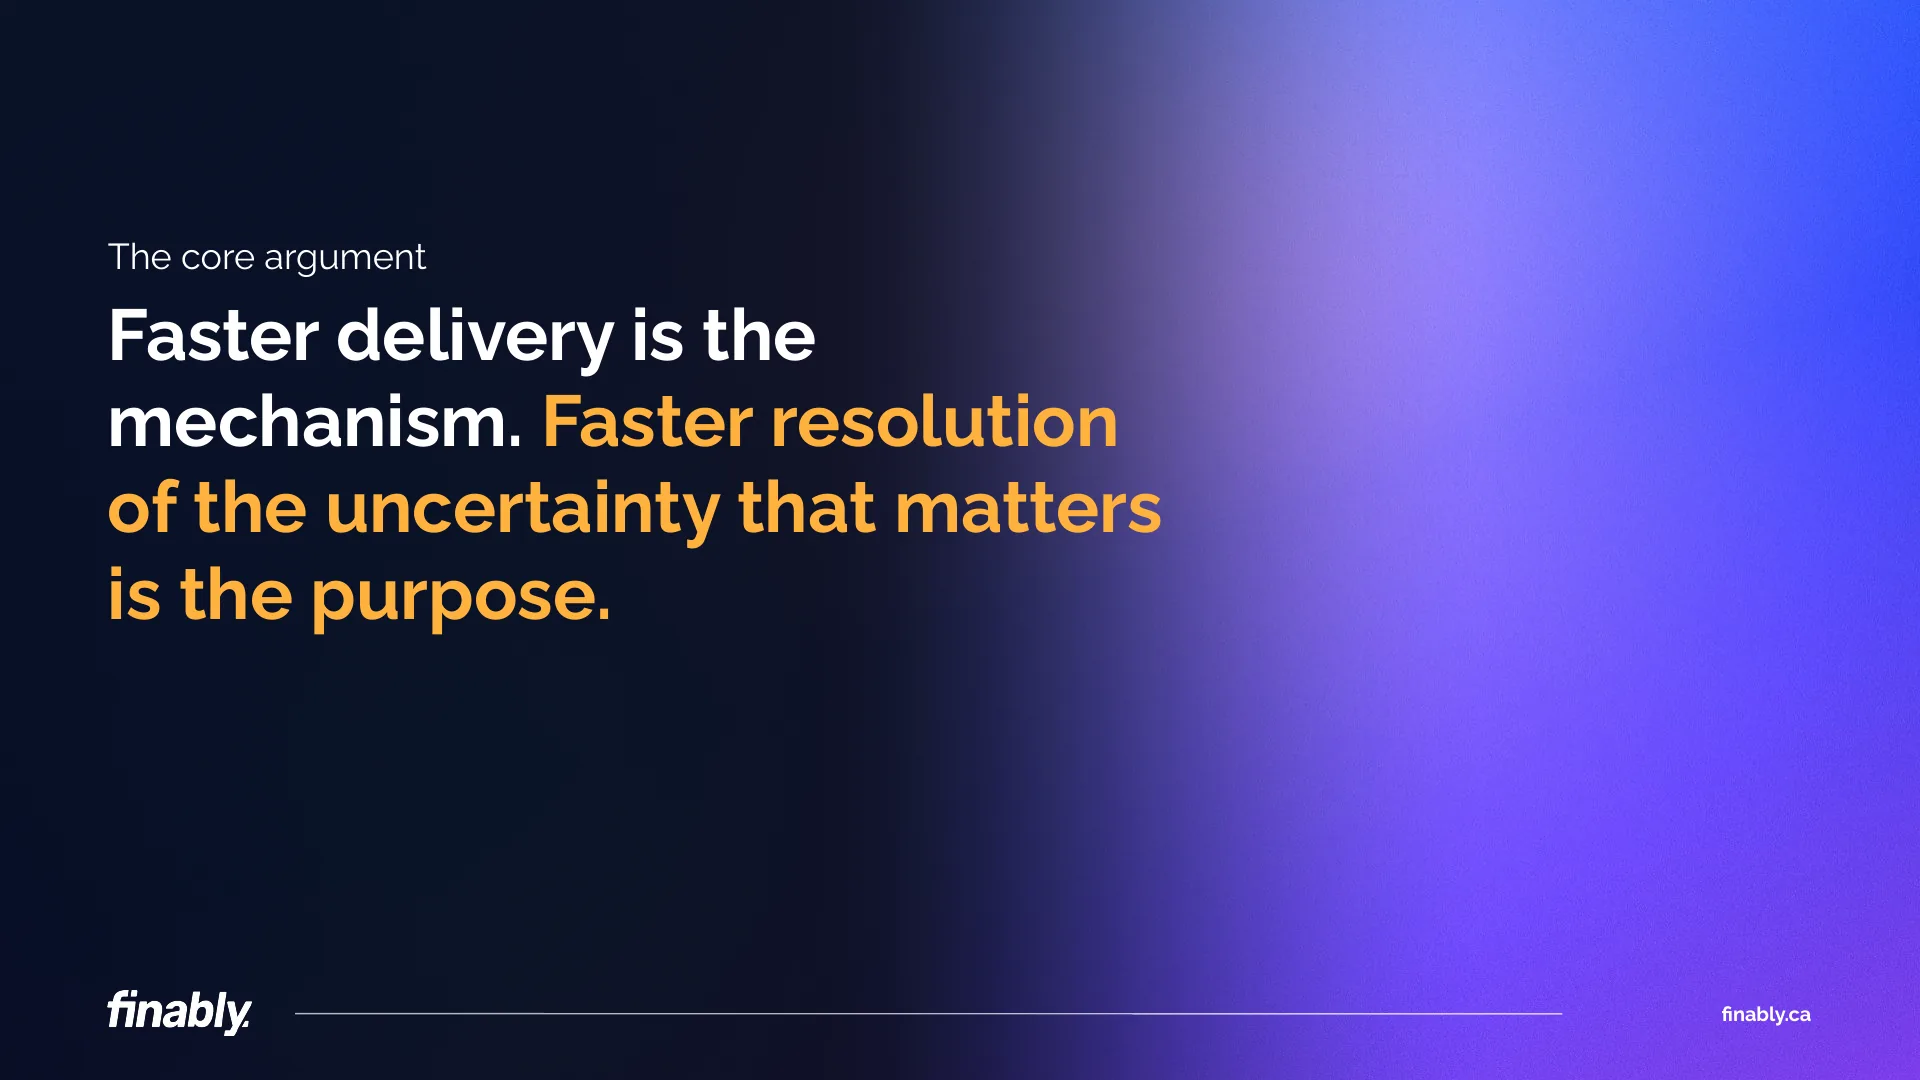 The core argument
Faster delivery is the
mechanism. Faster resolution
of the uncertainty that matters
is the purpose.
finably.
finably.ca